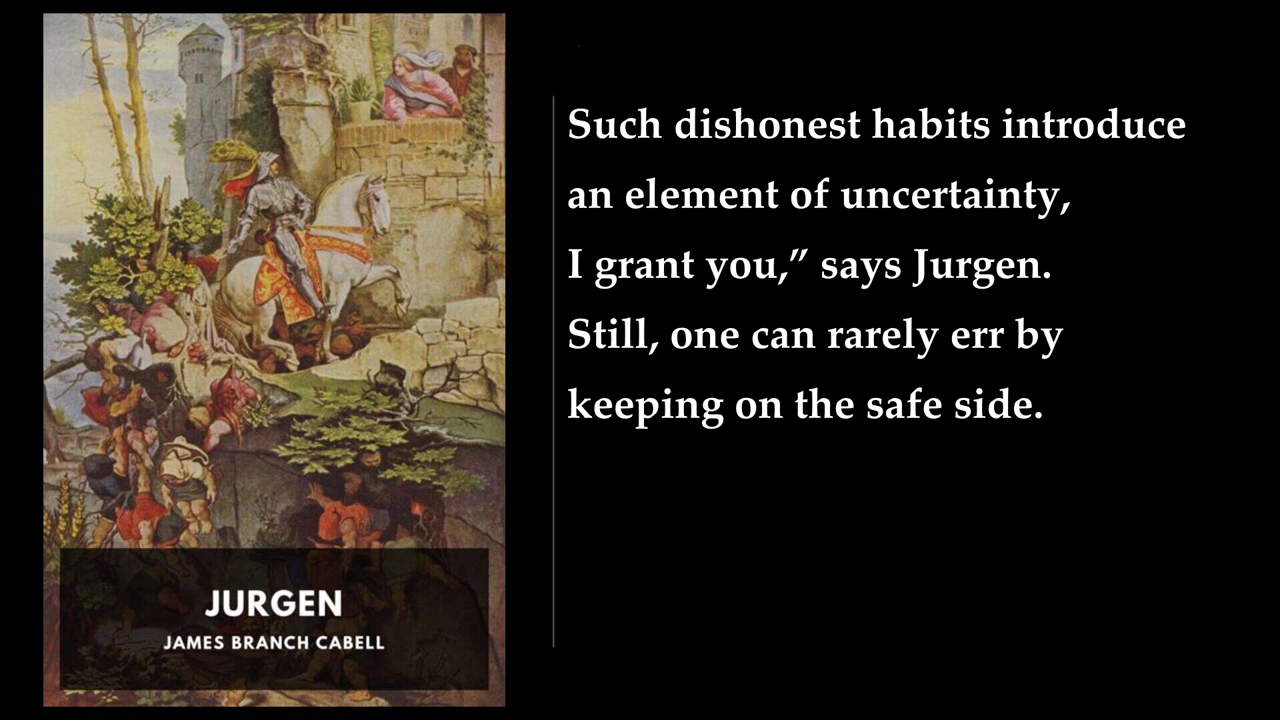 JURGEN
JAMES BRANCH CABELL
Such dishonest habits introduce
an element of uncertainty,
I grant you,” says Jurgen.
Still, one can rarely err by
keeping on the safe side.